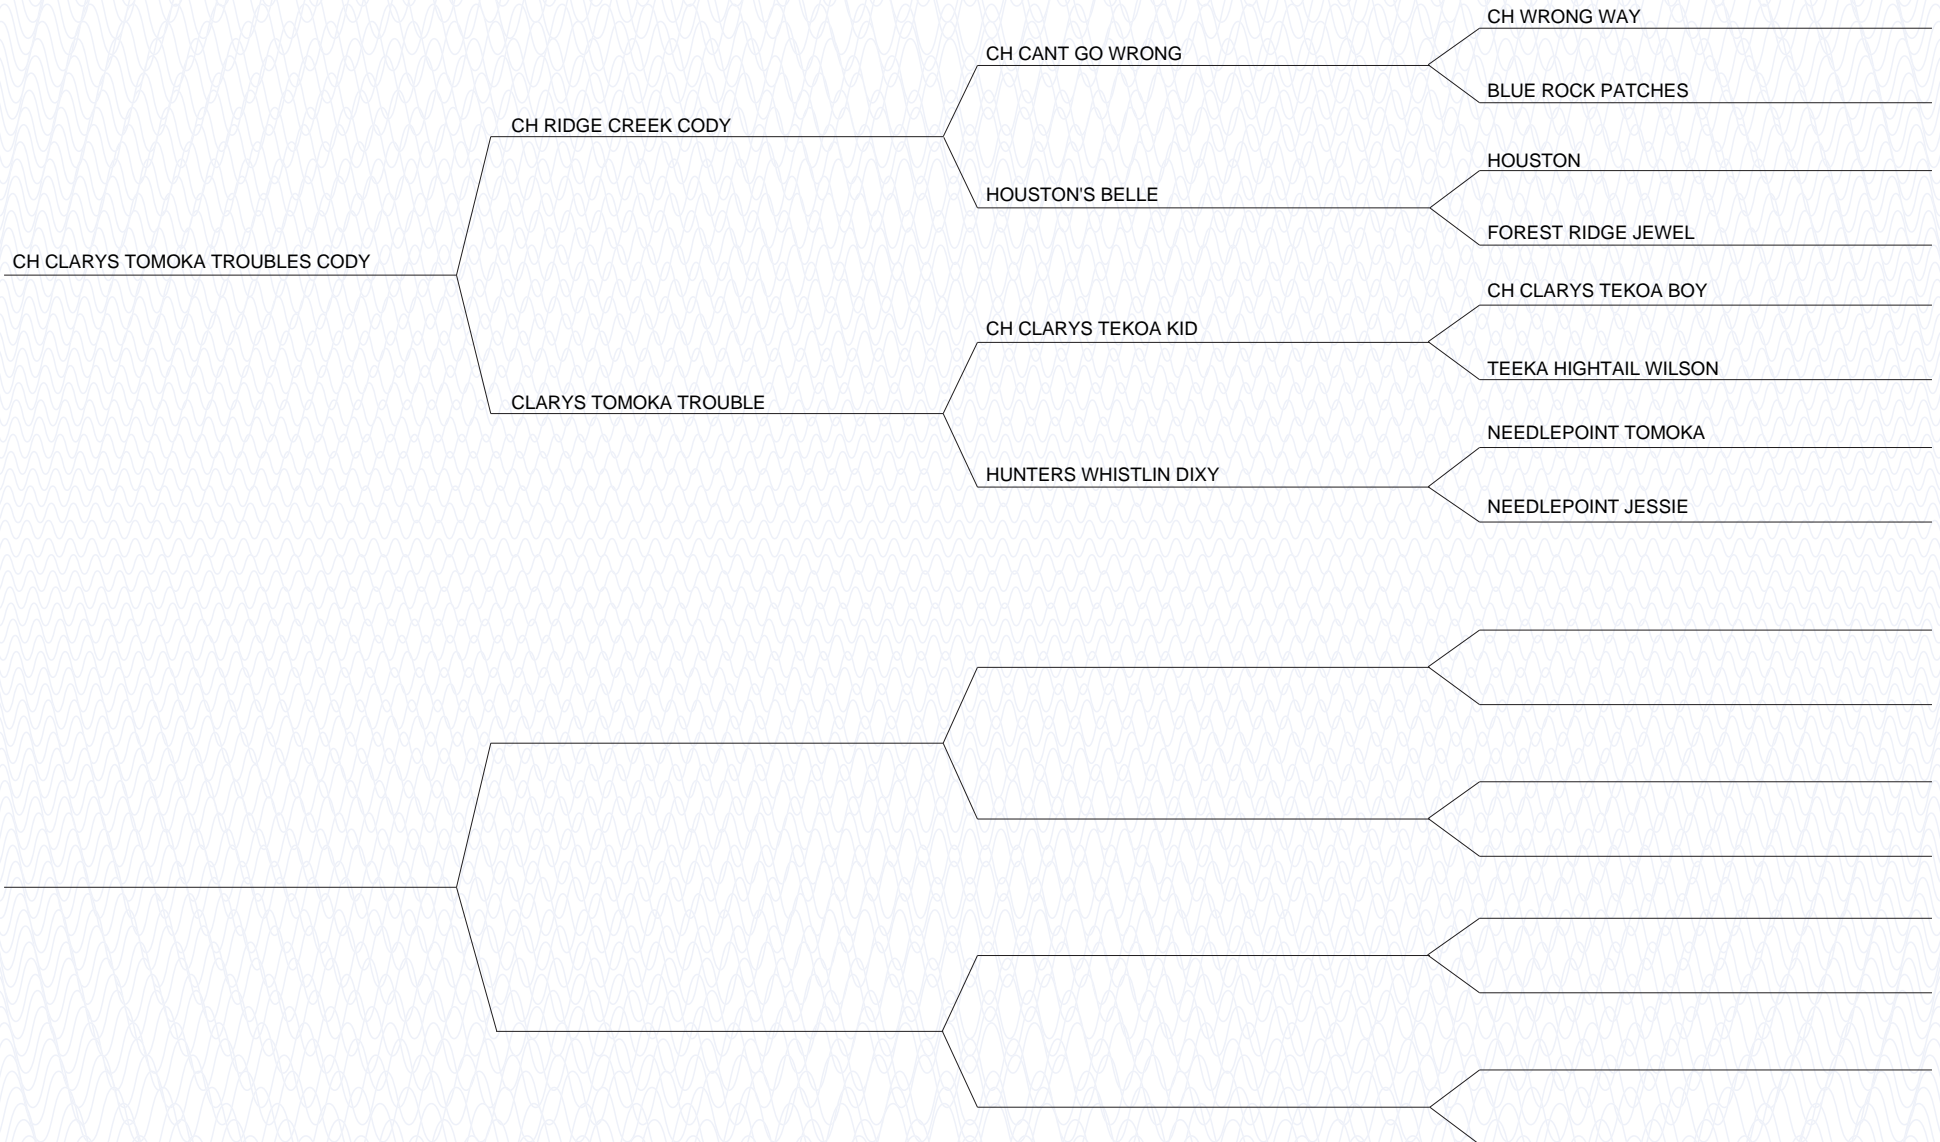 CH WRONG WAY
CH CANT GO WRONG
BLUE ROCK PATCHES
CH RIDGE CREEK CODY
HOUSTON
HOUSTON'S BELLE
FOREST RIDGE JEWEL
CH CLARYS TOMOKA TROUBLES CODY
CH CLARYS TEKOA BOY
CH CLARYS TEKOA KID
TEEKA HIGHTAIL WILSON
CLARYS TOMOKA TROUBLE
NEEDLEPOINT TOMOKA
HUNTERS WHISTLIN DIXY
NEEDLEPOINT JESSIE